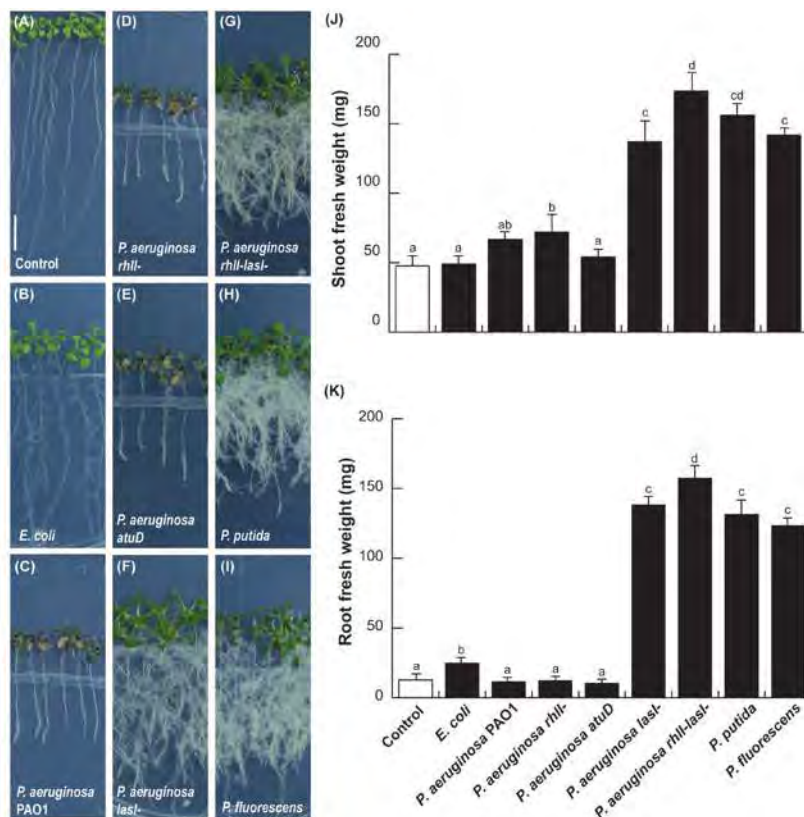 (A)
Control
(B)
E. coli
(C)
P. aeruginosa
PAO1
(D)
P. aeruginosa
rhlI-
(E)
P. aeruginosa
atuD
(F)
P. aeruginosa
lasI-
(G)
P. aeruginosa
rhlI-lasI-
(H)
P. putida
(I)
P. fluorescens
(J)
Shoot fresh weight (mg)
200
150
100
50
0
a
a
ab
b
a
c
d
cd
c
(K)
Root fresh weight (mg)
200
150
100
50
0
a
b
a
a
a
c
d
c
c
Control
E. coli
P. aeruginosa PAO1
P. aeruginosa rhlI-
P. aeruginosa atuD
P. aeruginosa lasI-
P. aeruginosa rhlI-lasI-
P. putida
P. fluorescens